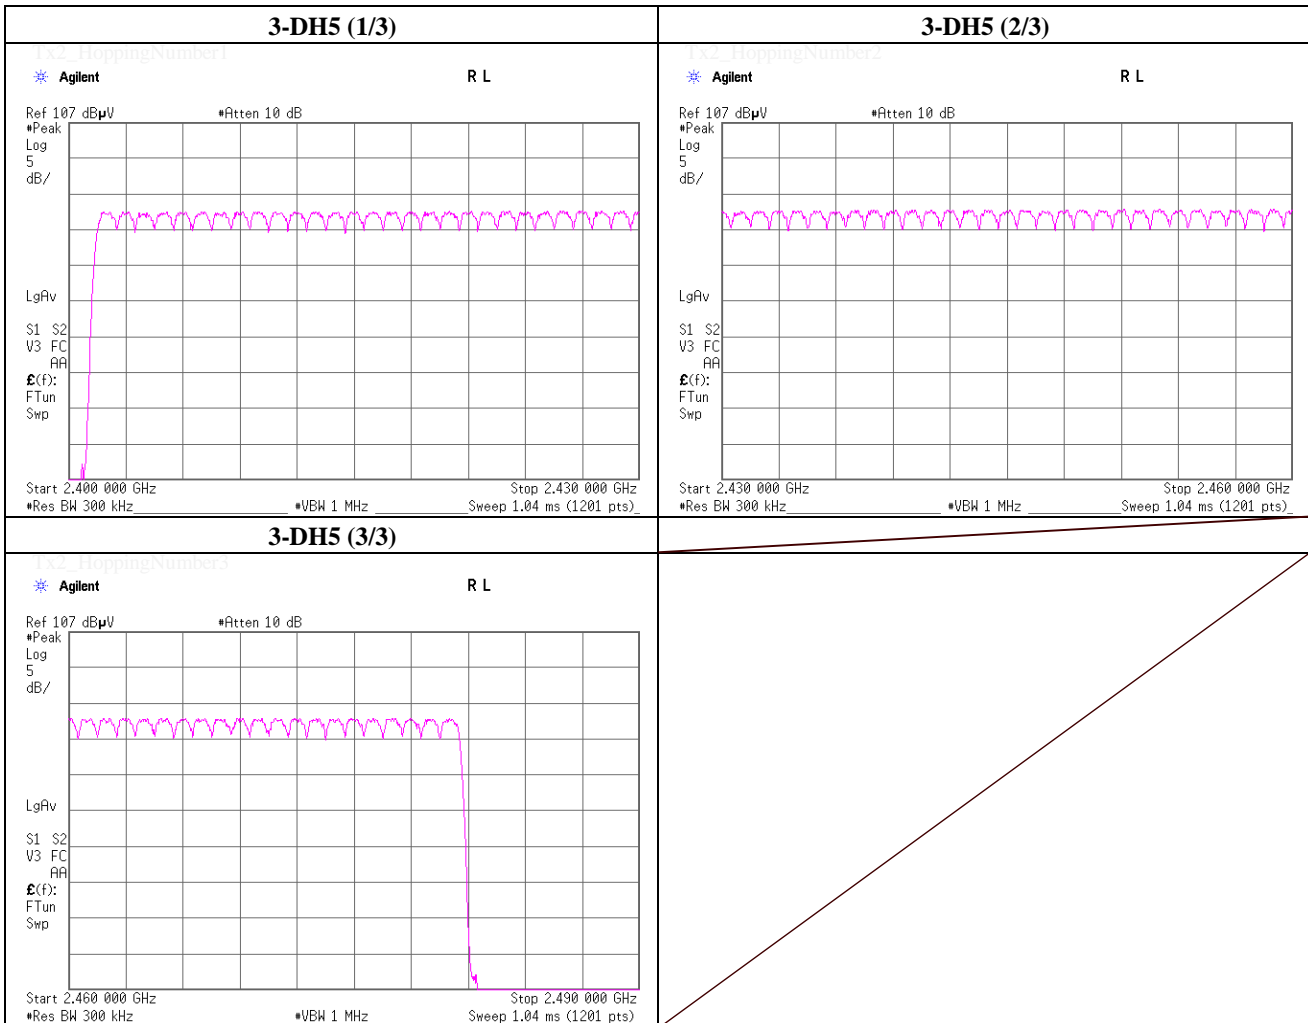 3-DH5 (1/3)
3-DH5 (2/3)
Tx2_HoppingNumber1
Agilent
R L
Ref 107 dBµV
#Atten 10 dB
#Peak
Log
5
dB/
LgAv
S1 S2
V3 FC
AA
£(f):
FTun
Swp
Start 2.400 000 GHz
Stop 2.430 000 GHz
#Res BW 300 kHz
#VBW 1 MHz
Sweep 1.04 ms (1201 pts)
Tx2_HoppingNumber2
Agilent
R L
Ref 107 dBµV
#Atten 10 dB
#Peak
Log
5
dB/
LgAv
S1 S2
V3 FC
AA
£(f):
FTun
Swp
Start 2.430 000 GHz
Stop 2.460 000 GHz
#Res BW 300 kHz
#VBW 1 MHz
Sweep 1.04 ms (1201 pts)
3-DH5 (3/3)
Tx2_HoppingNumber3
Agilent
R L
Ref 107 dBµV
#Atten 10 dB
#Peak
Log
5
dB/
LgAv
S1 S2
V3 FC
AA
£(f):
FTun
Swp
Start 2.460 000 GHz
Stop 2.490 000 GHz
#Res BW 300 kHz
#VBW 1 MHz
Sweep 1.04 ms (1201 pts)